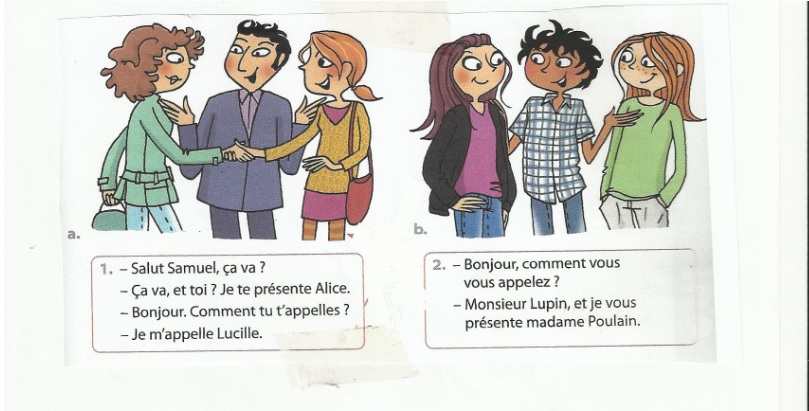 a.
b.
1. – Salut Samuel, ça va ?
– Ça va, et toi ? Je te présente Alice.
– Bonjour. Comment tu t'appelles ?
– Je m'appelle Lucille.
2. – Bonjour, comment vous
vous appelez ?
– Monsieur Lupin, et je vous
présente madame Poulain.